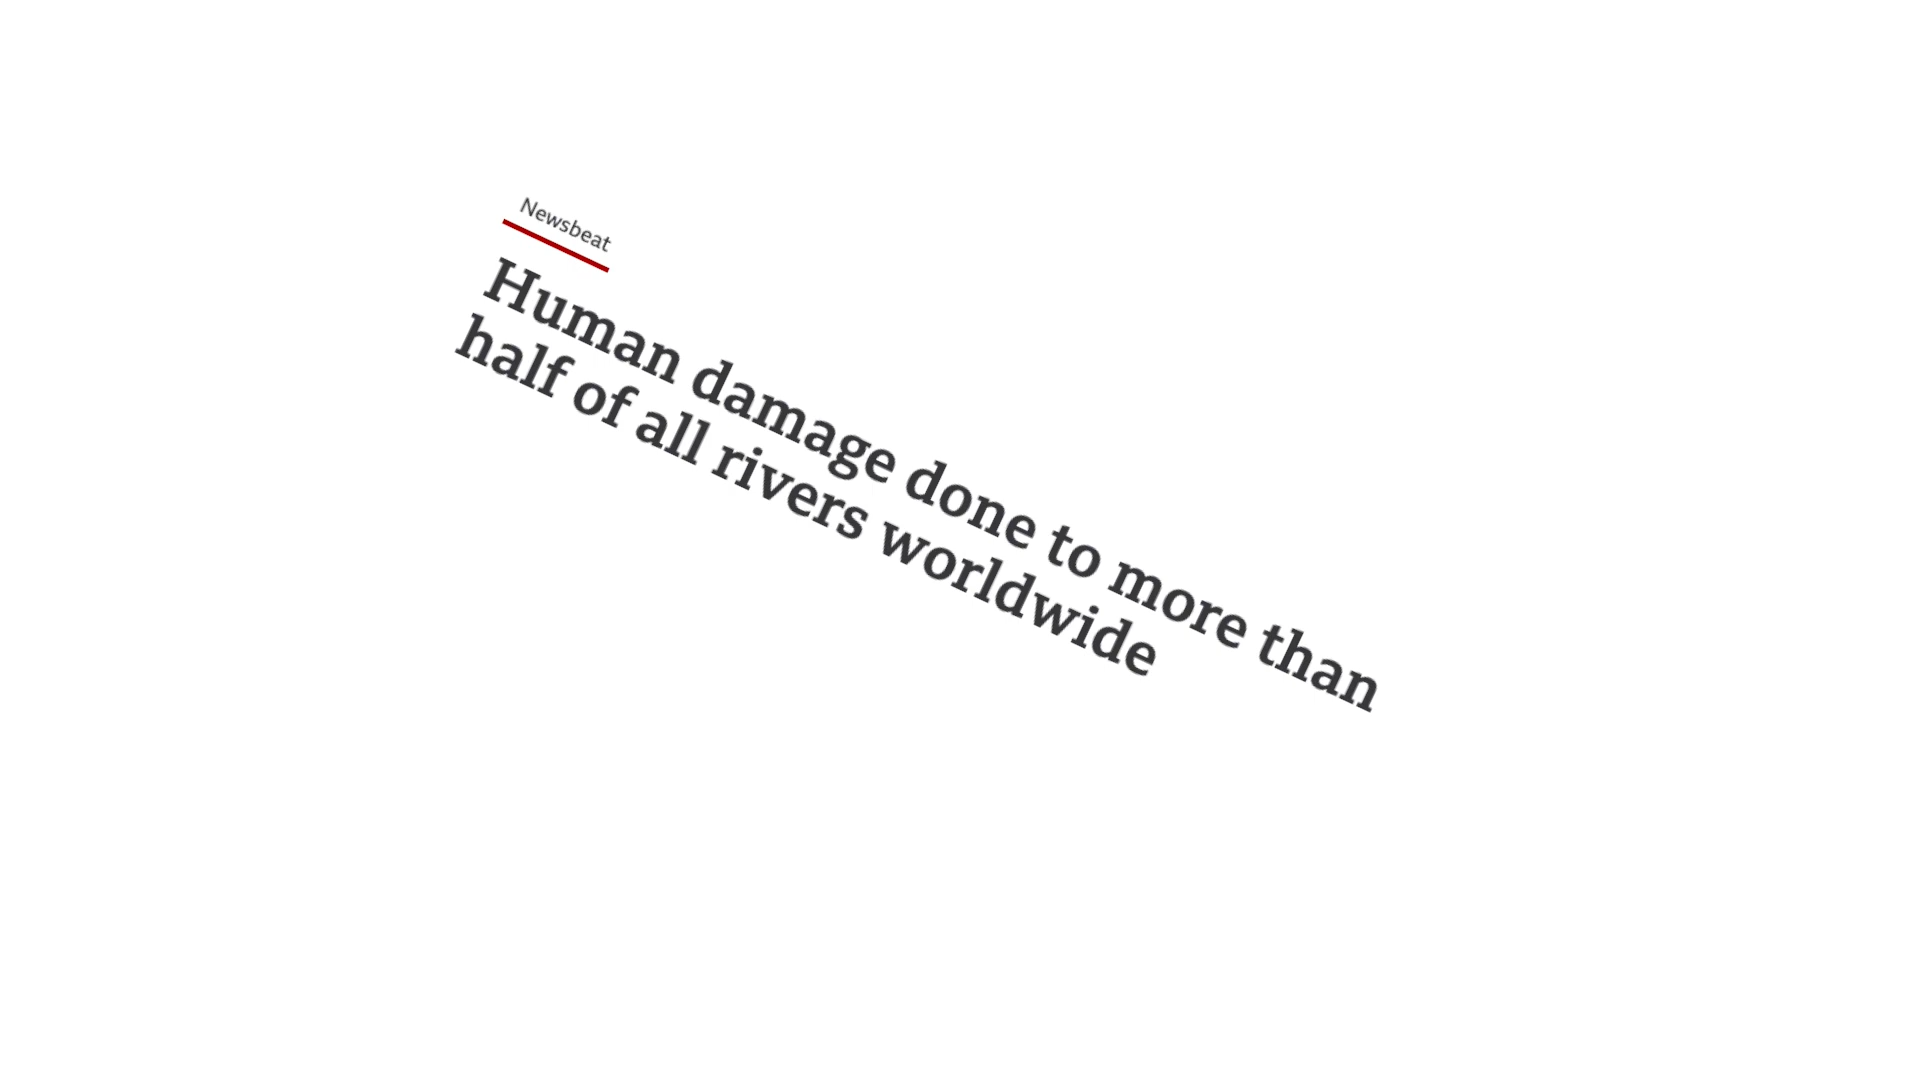 Newsbeat
Human damage done to more than
half of all rivers worldwide